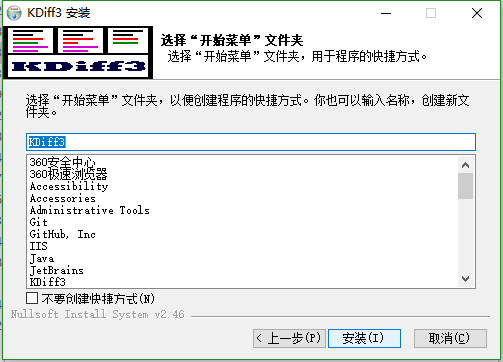 KDiff3 安装
KDiff3
选择“开始菜单”文件夹
选择“开始菜单”文件夹，用于程序的快捷方式。
选择“开始菜单”文件夹，以便创建程序的快捷方式。你也可以输入名称，创建新文
件夹。
KDiff3
360安全中心
360极速浏览器
Accessibility
Accessories
Administrative Tools
Git
GitHub, Inc
IIS
Java
JetBrains
KDiff3
不要创建快捷方式(N)
Nullsoft Install System v2.46
< 上一步(P)
安装(I)
取消(C)